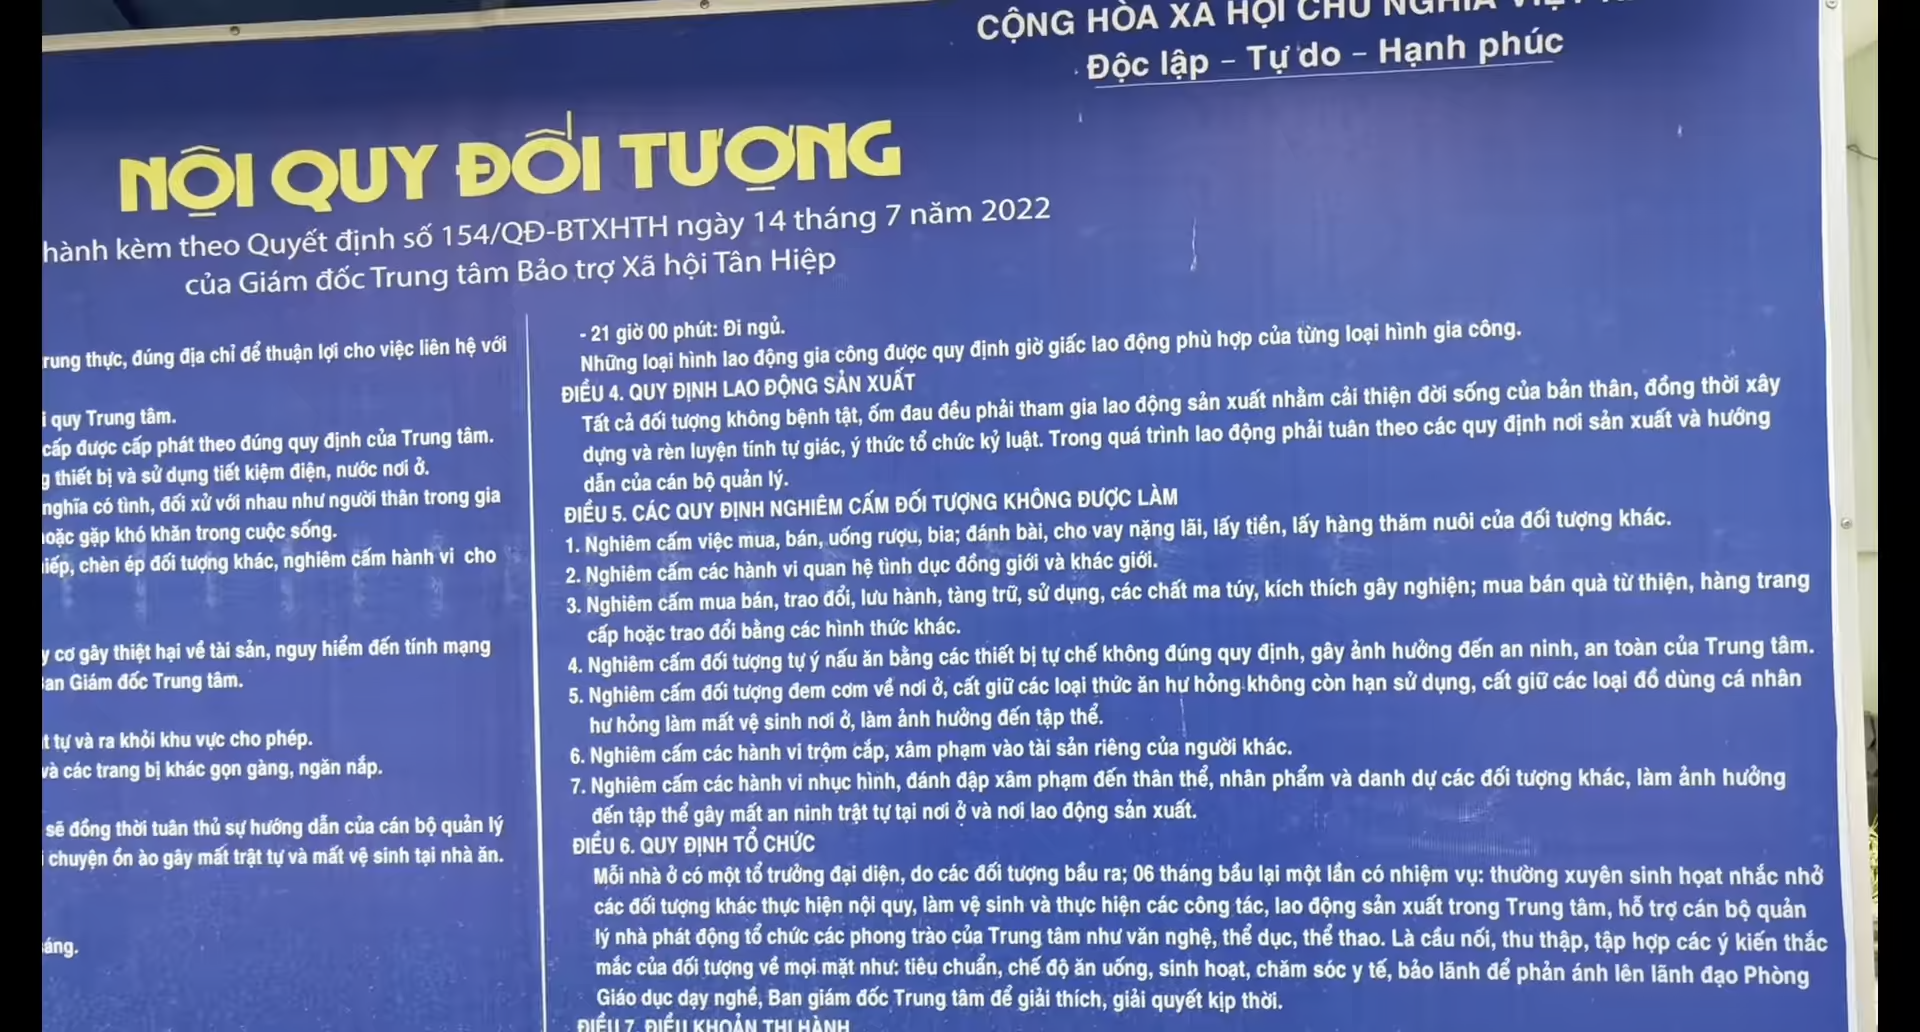 CỘNG HÒA XÃ HỘI CHỦ NGHĨA VIỆT
Độc lập – Tự do – Hạnh phúc
NỘI QUY ĐỐI TƯỢNG
hành kèm theo Quyết định số 154/QĐ-BTXHTH ngày 14 tháng 7 năm 2022
của Giám đốc Trung tâm Bảo trợ Xã hội Tân Hiệp
rung thực, đúng địa chỉ để thuận lợi cho việc liên hệ với
i quy Trung tâm.
cấp được cấp phát theo đúng quy định của Trung tâm.
g thiết bị và sử dụng tiết kiệm điện, nước nơi ở.
nghĩa có tình, đối xử với nhau như người thân trong gia
oặc gặp khó khăn trong cuộc sống.
iếp, chèn ép đối tượng khác, nghiêm cấm hành vi cho
y cơ gây thiệt hại về tài sản, nguy hiểm đến tính mạng
an Giám đốc Trung tâm.
t tự và ra khỏi khu vực cho phép.
và các trang bị khác gọn gàng, ngăn nắp.
sẽ đồng thời tuân thủ sự hướng dẫn của cán bộ quản lý
i chuyện ồn ào gây mất trật tự và mất vệ sinh tại nhà ăn.
áng.
- 21 giờ 00 phút: Đi ngủ.
Những loại hình lao động gia công được quy định giờ giấc lao động phù hợp của từng loại hình gia công.
ĐIỀU 4. QUY ĐỊNH LAO ĐỘNG SẢN XUẤT
Tất cả đối tượng không bệnh tật, ốm đau đều phải tham gia lao động sản xuất nhằm cải thiện đời sống của bản thân, đồng thời xây
dựng và rèn luyện tính tự giác, ý thức tổ chức kỷ luật. Trong quá trình lao động phải tuân theo các quy định nơi sản xuất và hướng
dẫn của cán bộ quản lý.
ĐIỀU 5. CÁC QUY ĐỊNH NGHIÊM CẤM ĐỐI TƯỢNG KHÔNG ĐƯỢC LÀM
1. Nghiêm cấm việc mua, bán, uống rượu, bia; đánh bài, cho vay nặng lãi, lấy tiền, lấy hàng thăm nuôi của đối tượng khác.
2. Nghiêm cấm các hành vi quan hệ tình dục đồng giới và khác giới.
3. Nghiêm cấm mua bán, trao đổi, lưu hành, tàng trữ, sử dụng, các chất ma túy, kích thích gây nghiện; mua bán quà từ thiện, hàng trang
cấp hoặc trao đổi bằng các hình thức khác.
4. Nghiêm cấm đối tượng tự ý nấu ăn bằng các thiết bị tự chế không đúng quy định, gây ảnh hưởng đến an ninh, an toàn của Trung tâm.
5. Nghiêm cấm đối tượng đem cơm về nơi ở, cất giữ các loại thức ăn hư hỏng không còn hạn sử dụng, cất giữ các loại đồ dùng cá nhân
hư hỏng làm mất vệ sinh nơi ở, làm ảnh hưởng đến tập thể.
6. Nghiêm cấm các hành vi trộm cắp, xâm phạm vào tài sản riêng của người khác.
7. Nghiêm cấm các hành vi nhục hình, đánh đập xâm phạm đến thân thể, nhân phẩm và danh dự các đối tượng khác, làm ảnh hưởng
đến tập thể gây mất an ninh trật tự tại nơi ở và nơi lao động sản xuất.
ĐIỀU 6. QUY ĐỊNH TỔ CHỨC
Mỗi nhà ở có một tổ trưởng đại diện, do các đối tượng bầu ra; 06 tháng bầu lại một lần có nhiệm vụ: thường xuyên sinh hoạt nhắc nhở
các đối tượng khác thực hiện nội quy, làm vệ sinh và thực hiện các công tác, lao động sản xuất trong Trung tâm, hỗ trợ cán bộ quản
lý nhà phát động tổ chức các phong trào của Trung tâm như văn nghệ, thể dục, thể thao. Là cầu nối, thu thập, tập hợp các ý kiến thắc
mắc của đối tượng về mọi mặt như: tiêu chuẩn, chế độ ăn uống, sinh hoạt, chăm sóc y tế, bảo lãnh để phản ánh lên lãnh đạo Phòng
Giáo dục dạy nghề, Ban giám đốc Trung tâm để giải thích, giải quyết kịp thời.
ĐIỀU 7. ĐIỀU KHOẢN THI HÀNH